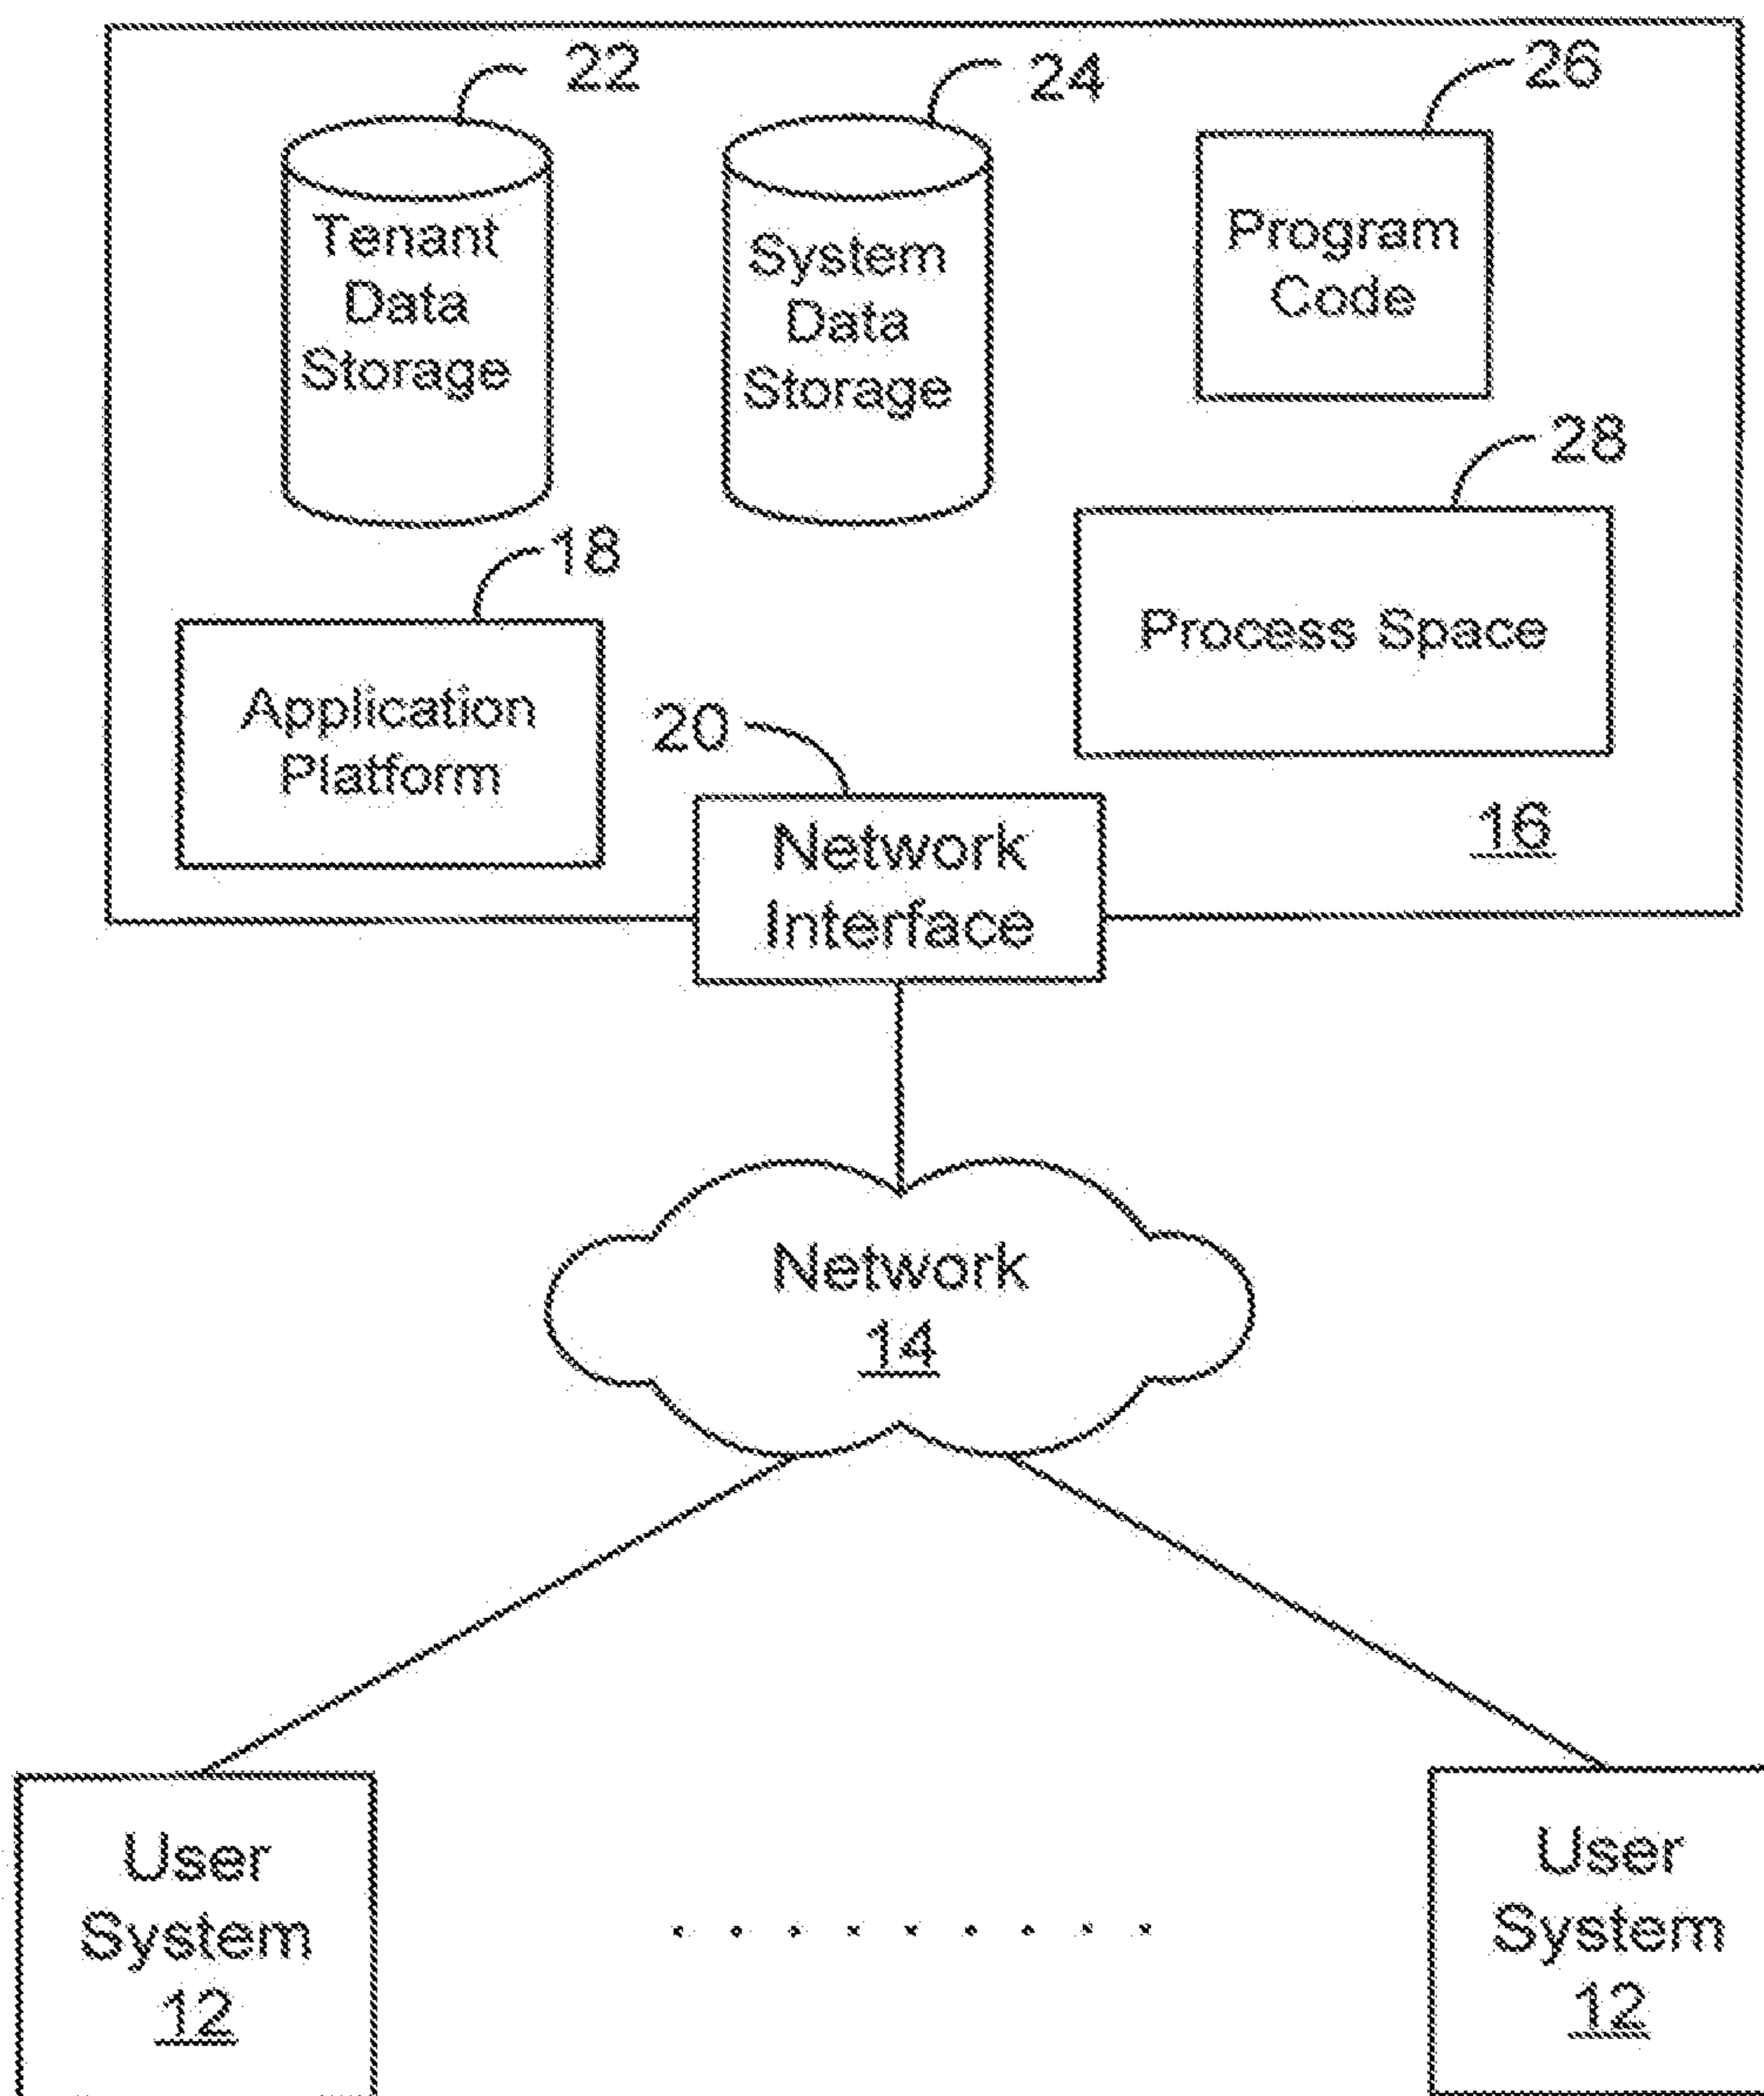 22
24
26
Tenant
Data
Storage
System
Data
Storage
Program
Code
28
18
Process Space
Application
Platform
20
16
Network
Interface
Network
14
User
System
12
User
System
12